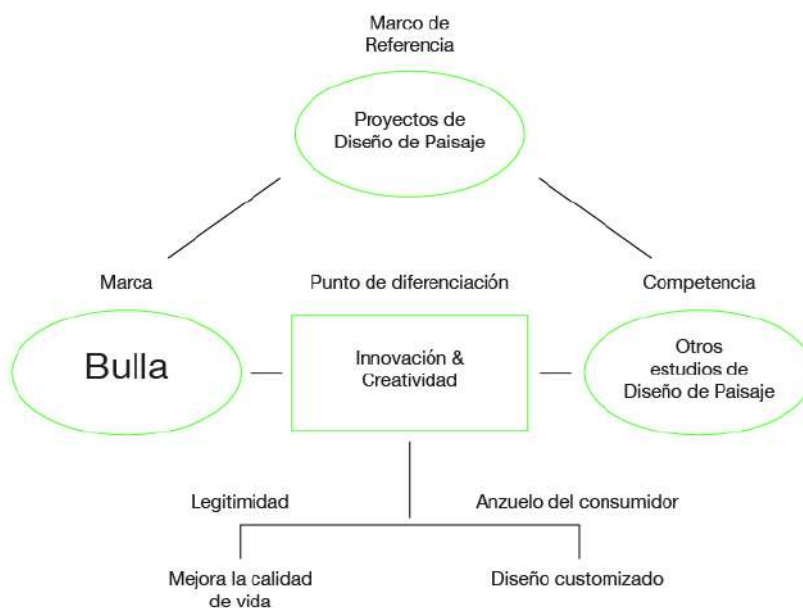 Marco de
Referencia
Proyectos de
Diseño de Paisaje
Marca
Punto de diferenciación
Competencia
Bulla
Innovación &
Creatividad
Otros
estudios de
Diseño de Paisaje
Legitimidad
Anzuelo del consumidor
Mejora la calidad
de vida
Diseño customizado